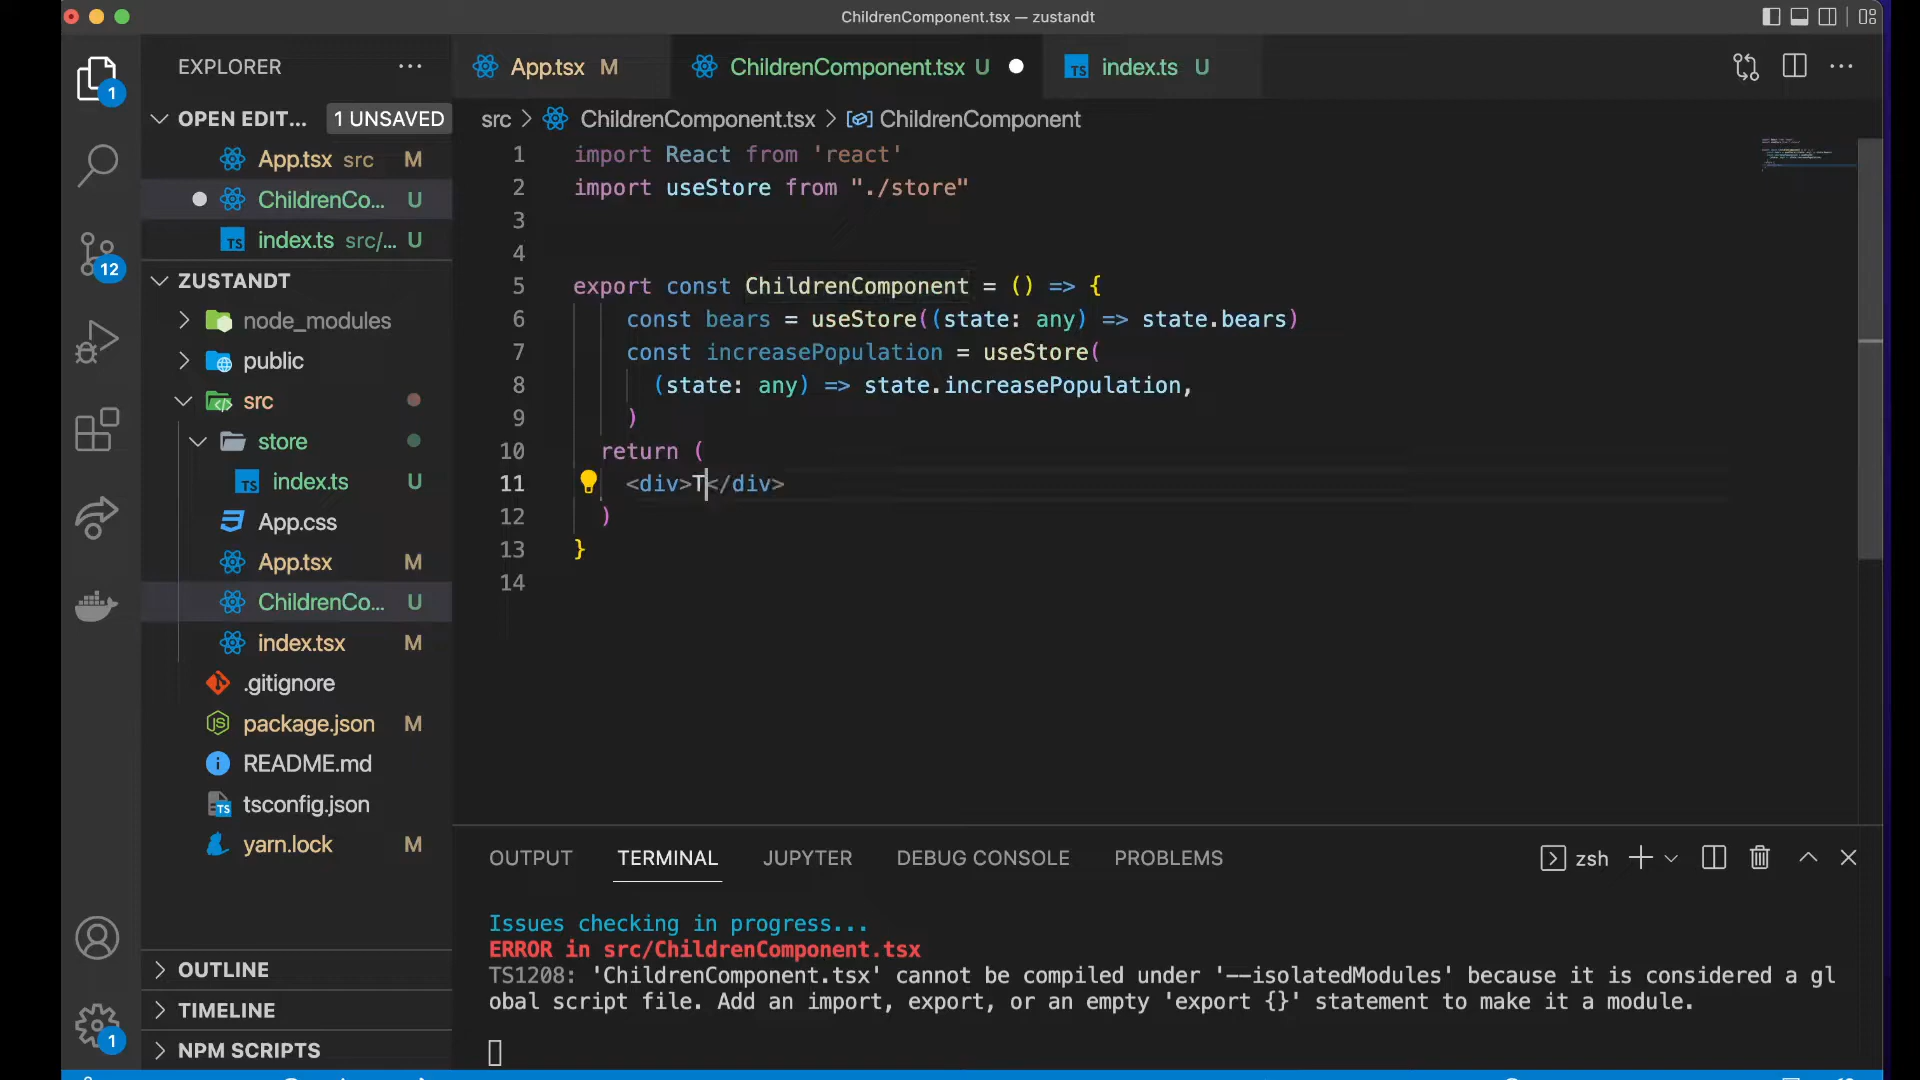 ChildrenComponent.tsx — zustandt
EXPLORER
OPEN EDIT... 1 UNSAVED
App.tsx src M
ChildrenCo... U
index.ts src/... U
ZUSTANDT
node_modules
public
src
store
index.ts U
App.css
App.tsx M
ChildrenCo... U
index.tsx M
.gitignore
package.json M
README.md
tsconfig.json
yarn.lock M
OUTLINE
TIMELINE
NPM SCRIPTS
1
12
1
App.tsx M ChildrenComponent.tsx U index.ts U
src > ChildrenComponent.tsx > ChildrenComponent
1 import React from 'react'
2 import useStore from "./store"
3
4
5 export const ChildrenComponent = () => {
6 const bears = useStore((state: any) => state.bears)
7 const increasePopulation = useStore(
8 (state: any) => state.increasePopulation,
9 )
10 return (
11 <div>T</div>
12 )
13 }
14
OUTPUT TERMINAL JUPYTER DEBUG CONSOLE PROBLEMS zsh
Issues checking in progress...
ERROR in src/ChildrenComponent.tsx
TS1208: 'ChildrenComponent.tsx' cannot be compiled under '--isolatedModules' because it is considered a gl
obal script file. Add an import, export, or an empty 'export {}' statement to make it a module.